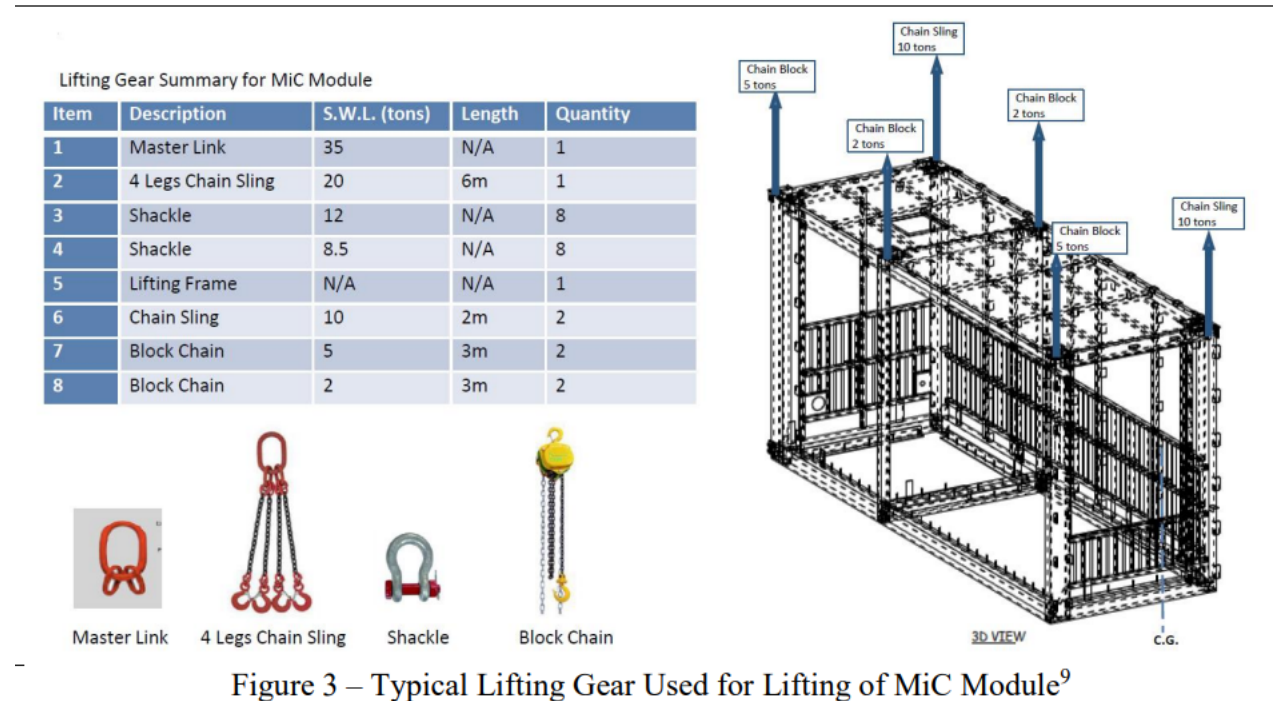 Lifting Gear Summary for MiC Module
Item Description S.W.L. (tons) Length Quantity
1 Master Link 35 N/A 1
2 4 Legs Chain Sling 20 6m 1
3 Shackle 12 N/A 8
4 Shackle 8.5 N/A 8
5 Lifting Frame N/A N/A 1
6 Chain Sling 10 2m 2
7 Block Chain 5 3m 2
8 Block Chain 2 3m 2
Master Link 4 Legs Chain Sling Shackle Block Chain
Chain Sling
10 tons
Chain Block
5 tons
Chain Block
2 tons
Chain Block
2 tons
Chain Sling
10 tons
Chain Block
5 tons
3D VIEW
C.G.
Figure 3 – Typical Lifting Gear Used for Lifting of MiC Module⁹